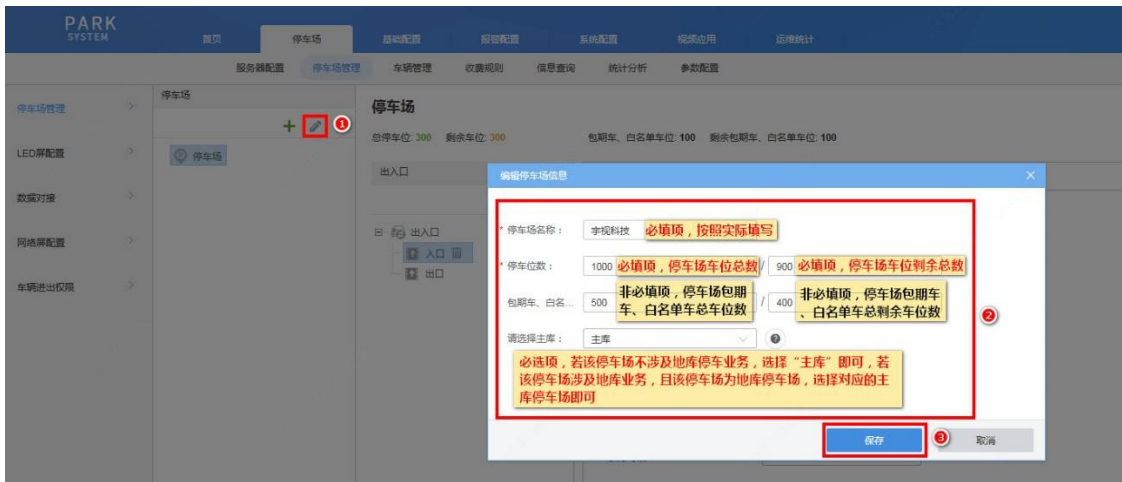 PARK
SYSTEM
首页
停车场
基础配置
报警配置
系统配置
视频应用
运维统计
服务器配置
停车场管理
车辆管理
收费规则
信息查询
统计分析
参数配置
停车场管理
LED屏配置
数据对接
网络屏配置
车辆进出权限
停车场
1
停车场
停车场
总停车位: 300 剩余车位: 300 包期车、白名单车位: 100 剩余包期车、白名单车位: 100
出入口
出入口
入口
出口
编辑停车场信息
* 停车场名称：
宇视科技
必填项，按照实际填写
* 停车位数：
1000
必填项，停车场车位总数
/
900
必填项，停车场车位剩余总数
包期车、白名...
500
非必填项，停车场包期
车、白名单车总车位数
/
400
非必填项，停车场包期车
、白名单车总剩余车位数
2
请选择主库：
主库
必选项，若该停车场不涉及地库停车业务，选择“主库”即可，若
该停车场涉及地库业务，且该停车场为地库停车场，选择对应的主
库停车场即可
保存
3
取消